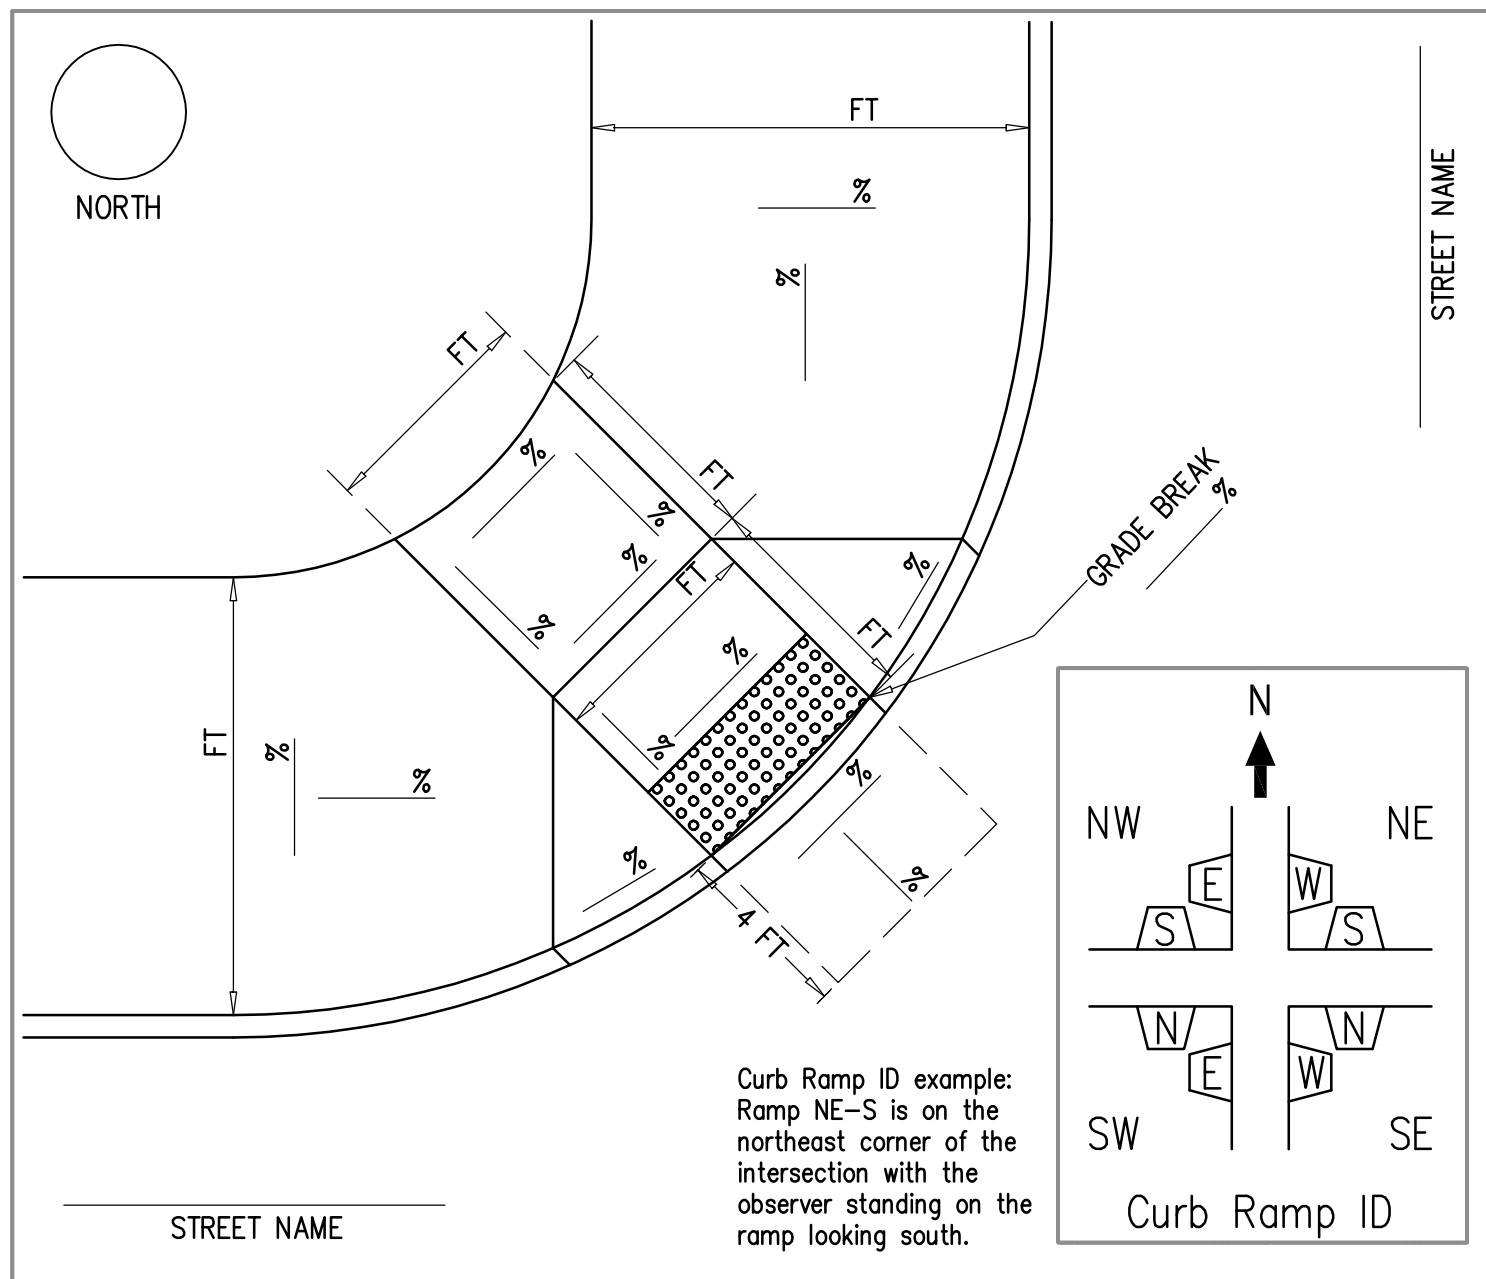 FT
NORTH
%
STREET NAME
%
FT
%
FT
%
%
%
GRADE BREAK
%
FT
%
%
FT
%
FT
%
%
%
%
%
%
4 FT
N
NW
NE
E
W
S
S
N
N
E
W
SW
SE
Curb Ramp ID
Curb Ramp ID example:
Ramp NE-S is on the
northeast corner of the
intersection with the
observer standing on the
ramp looking south.
STREET NAME